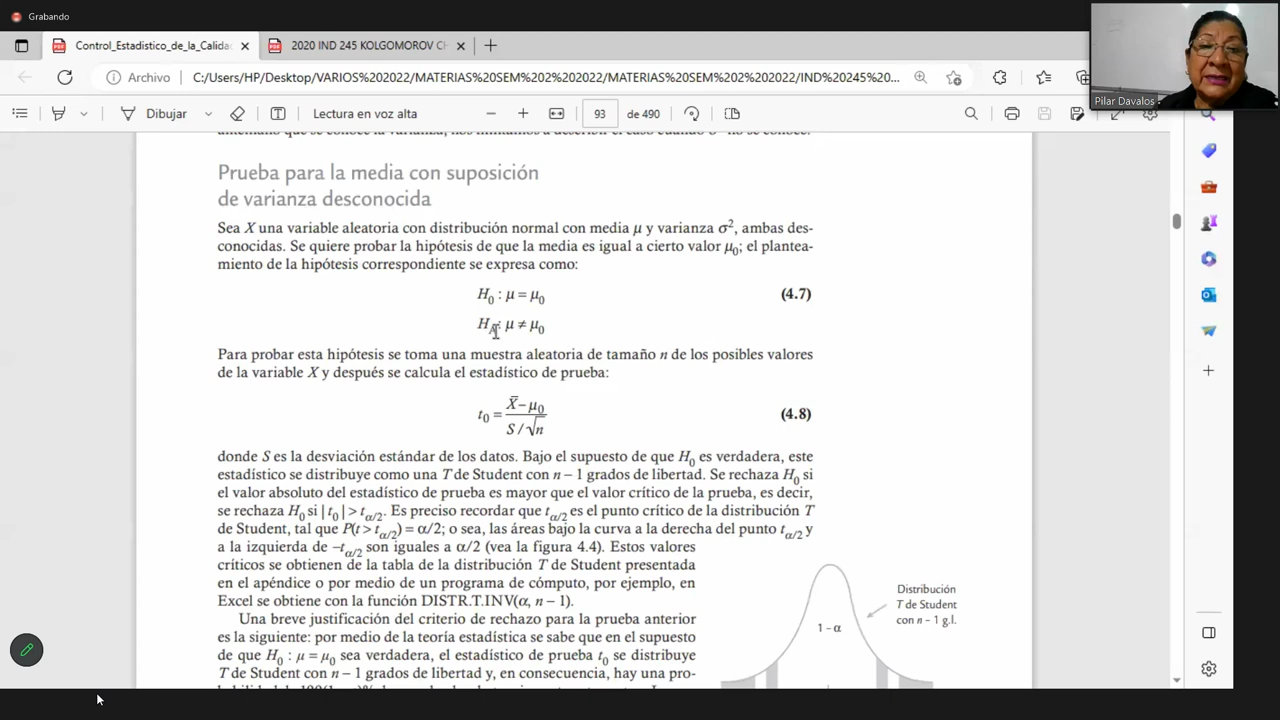 Grabando
Control_Estadistico_de_la_Calida
2020 IND 245 KOLGOMOROV CH
Archivo
C:/Users/HP/Desktop/VARIOS%202022/MATERIAS%20SEM%202%202022/MATERIAS%20SEM%202%202022/IND%20245%20...
Pilar Davalos
Dibujar
Lectura en voz alta
93
de 490
Prueba para la media con suposición
de varianza desconocida
Sea X una variable aleatoria con distribución normal con media μ y varianza σ², ambas des-
conocidas. Se quiere probar la hipótesis de que la media es igual a cierto valor μ₀; el plantea-
miento de la hipótesis correspondiente se expresa como:
H₀ : μ = μ₀ (4.7)
H_A : μ ≠ μ₀
Para probar esta hipótesis se toma una muestra aleatoria de tamaño n de los posibles valores
de la variable X y después se calcula el estadístico de prueba:
t₀ = (X̄ – μ₀) / (S / √n) (4.8)
donde S es la desviación estándar de los datos. Bajo el supuesto de que H₀ es verdadera, este
estadístico se distribuye como una T de Student con n – 1 grados de libertad. Se rechaza H₀ si
el valor absoluto del estadístico de prueba es mayor que el valor crítico de la prueba, es decir,
se rechaza H₀ si | t₀ | > t_α/2. Es preciso recordar que t_α/2 es el punto crítico de la distribución T
de Student, tal que P(t > t_α/2) = α/2; o sea, las áreas bajo la curva a la derecha del punto t_α/2 y
a la izquierda de –t_α/2 son iguales a α/2 (vea la figura 4.4). Estos valores
críticos se obtienen de la tabla de la distribución T de Student presentada
en el apéndice o por medio de un programa de cómputo, por ejemplo, en
Excel se obtiene con la función DISTR.T.INV(α, n – 1).
Una breve justificación del criterio de rechazo para la prueba anterior
es la siguiente: por medio de la teoría estadística se sabe que en el supuesto
de que H₀ : μ = μ₀ sea verdadera, el estadístico de prueba t₀ se distribuye
T de Student con n – 1 grados de libertad y, en consecuencia, hay una pro-
Distribución
T de Student
con n – 1 g.l.
1 – α